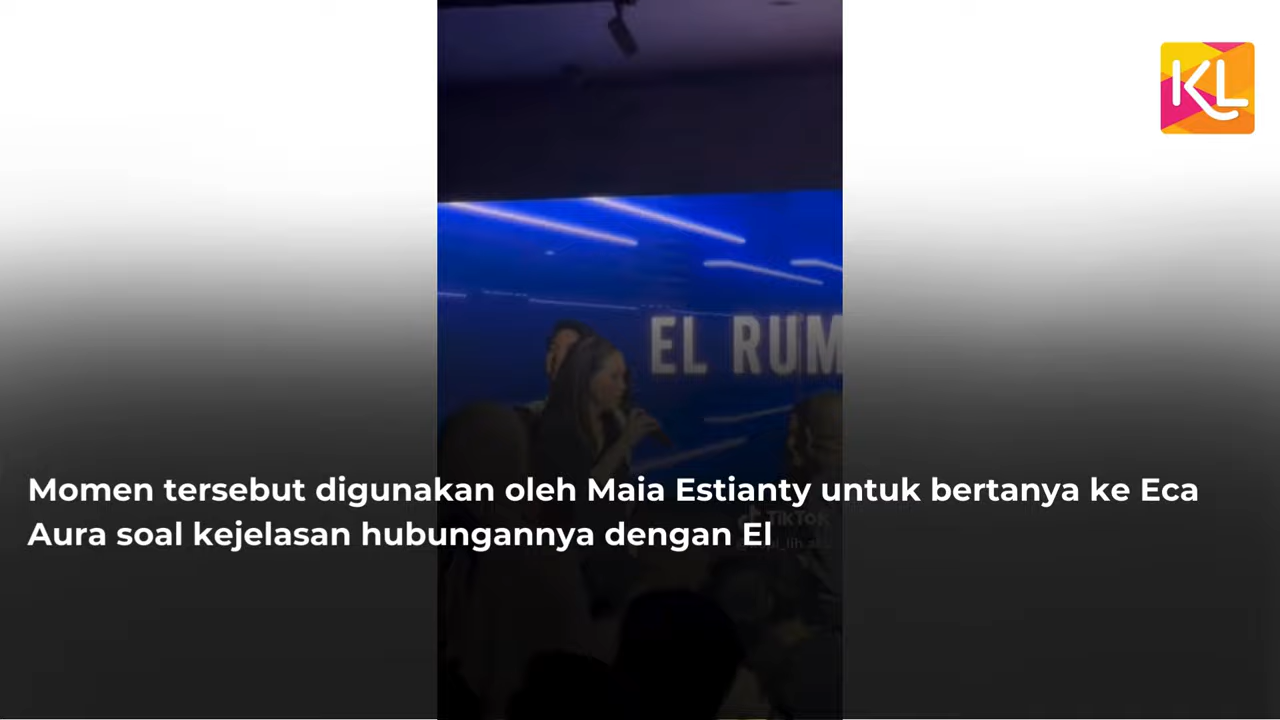 KL
EL RUM
Momen tersebut digunakan oleh Maia Estianty untuk bertanya ke Eca
Aura soal kejelasan hubungannya dengan El
TikTok